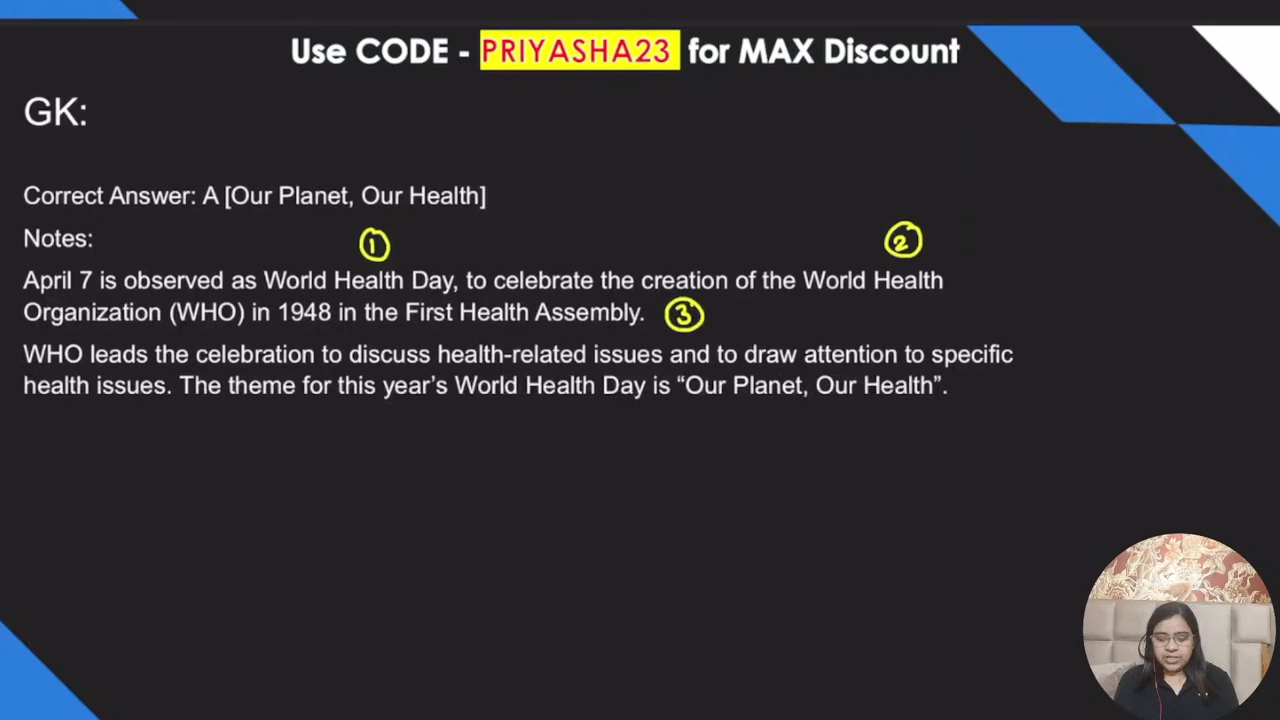 Use CODE - PRIYASHA23 for MAX Discount
GK:
Correct Answer: A [Our Planet, Our Health]
Notes:
1 2
April 7 is observed as World Health Day, to celebrate the creation of the World Health
Organization (WHO) in 1948 in the First Health Assembly. 3
WHO leads the celebration to discuss health-related issues and to draw attention to specific
health issues. The theme for this year’s World Health Day is “Our Planet, Our Health”.